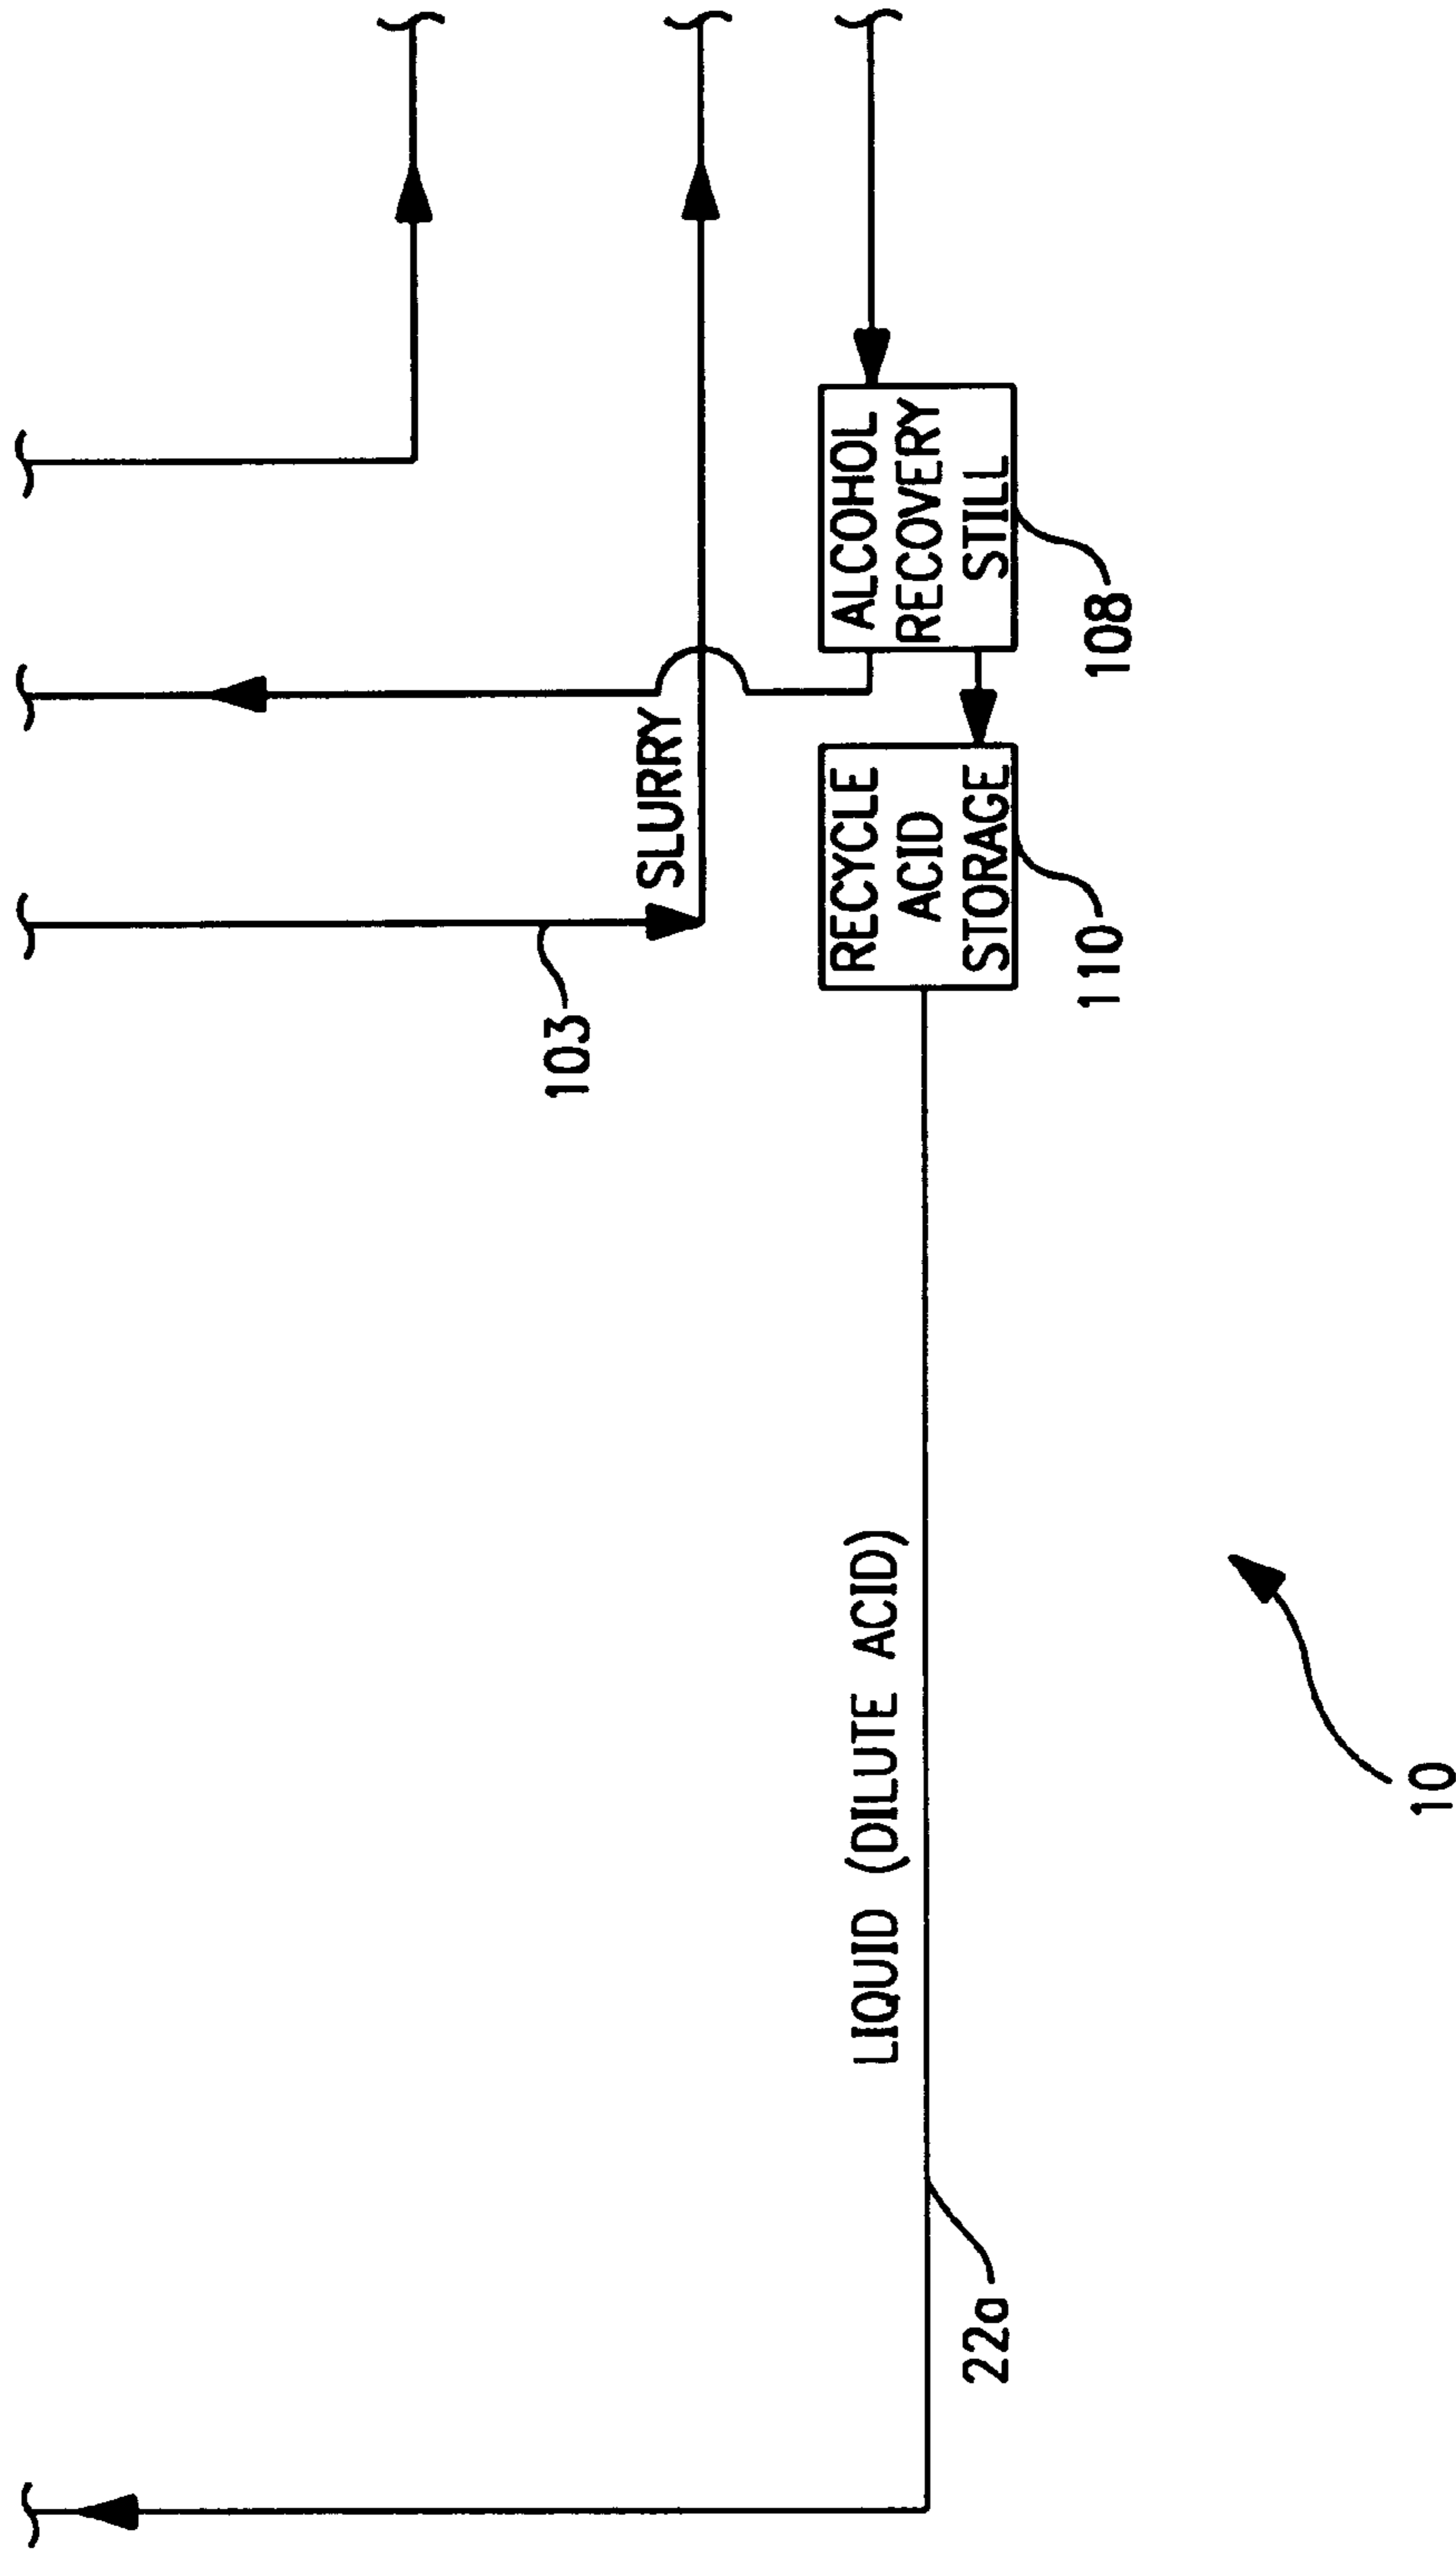 103
SLURRY
RECYCLE
ACID
STORAGE
110
ALCOHOL
RECOVERY
STILL
108
LIQUID (DILUTE ACID)
22a
10